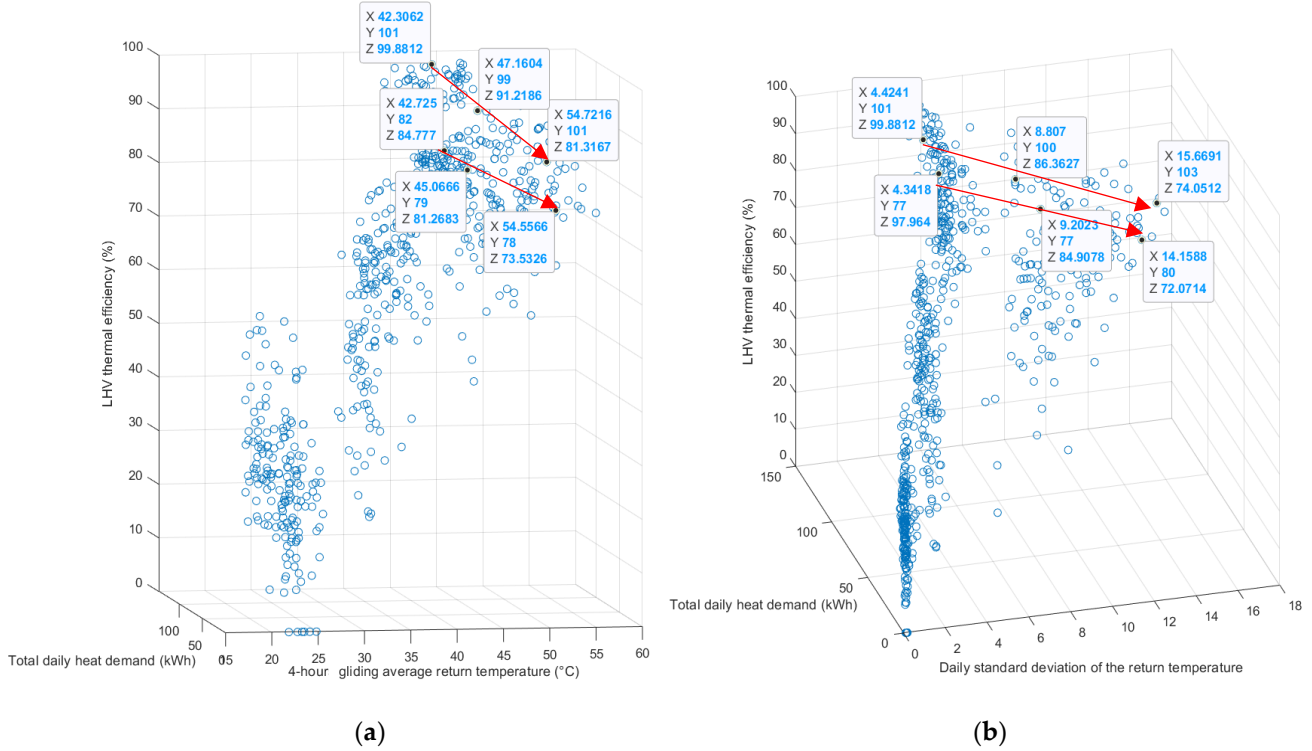 X 42.3062
Y 101
Z 99.8812
X 47.1604
Y 99
Z 91.2186
X 42.725
Y 82
Z 84.777
X 54.7216
Y 101
Z 81.3167
X 45.0666
Y 79
Z 81.2683
X 54.5566
Y 78
Z 73.5326
100
90
80
70
60
50
40
30
20
10
0
LHV thermal efficiency (%)
100
50
0
Total daily heat demand (kWh)
15
20
25
30
35
40
45
50
55
60
4-hour gliding average return temperature (°C)
(a)
X 4.4241
Y 101
Z 99.8812
X 8.807
Y 100
Z 86.3627
X 15.6691
Y 103
Z 74.0512
X 4.3418
Y 77
Z 97.964
X 9.2023
Y 77
Z 84.9078
X 14.1588
Y 80
Z 72.0714
100
90
80
70
60
50
40
30
20
10
0
LHV thermal efficiency (%)
150
100
50
0
Total daily heat demand (kWh)
0
2
4
6
8
10
12
14
16
18
Daily standard deviation of the return temperature
(b)